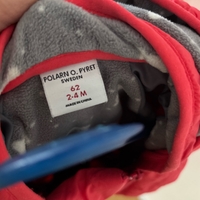 POLARN O. PYRET
SWEDEN
62
2-4 M
MADE IN CHINA